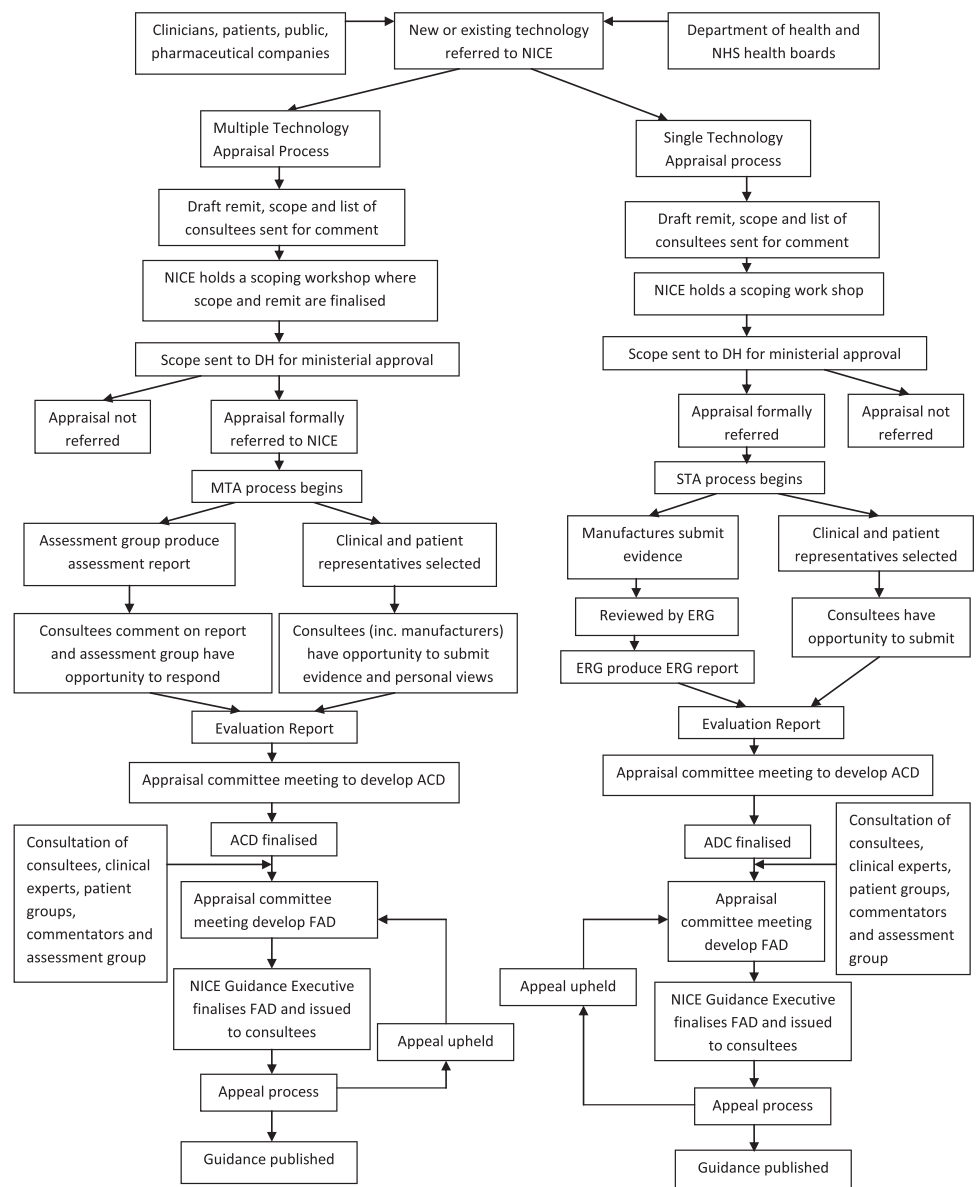 Clinicians, patients, public,
pharmaceutical companies
New or existing technology
referred to NICE
Department of health and
NHS health boards
Multiple Technology
Appraisal Process
Draft remit, scope and list of
consultees sent for comment
NICE holds a scoping workshop where
scope and remit are finalised
Scope sent to DH for ministerial approval
Appraisal not
referred
Appraisal formally
referred to NICE
MTA process begins
Assessment group produce
assessment report
Clinical and patient
representatives selected
Consultees comment on report
and assessment group have
opportunity to respond
Consultees (inc. manufacturers)
have opportunity to submit
evidence and personal views
Evaluation Report
Appraisal committee meeting to develop ACD
ACD finalised
Consultation of
consultees, clinical
experts, patient
groups,
commentators and
assessment group
Appraisal committee
meeting develop FAD
NICE Guidance Executive
finalises FAD and issued
to consultees
Appeal upheld
Appeal process
Guidance published
Single Technology
Appraisal process
Draft remit, scope and list of
consultees sent for comment
NICE holds a scoping work shop
Scope sent to DH for ministerial approval
Appraisal formally
referred
Appraisal not
referred
STA process begins
Manufactures submit
evidence
Clinical and patient
representatives selected
Reviewed by ERG
Consultees have
opportunity to submit
ERG produce ERG report
Evaluation Report
Appraisal committee meeting to develop ACD
ADC finalised
Consultation of
consultees,
clinical experts,
patient groups,
commentators
and assessment
group
Appraisal
committee meeting
develop FAD
Appeal upheld
NICE Guidance Executive
finalises FAD and issued
to consultees
Appeal process
Guidance published